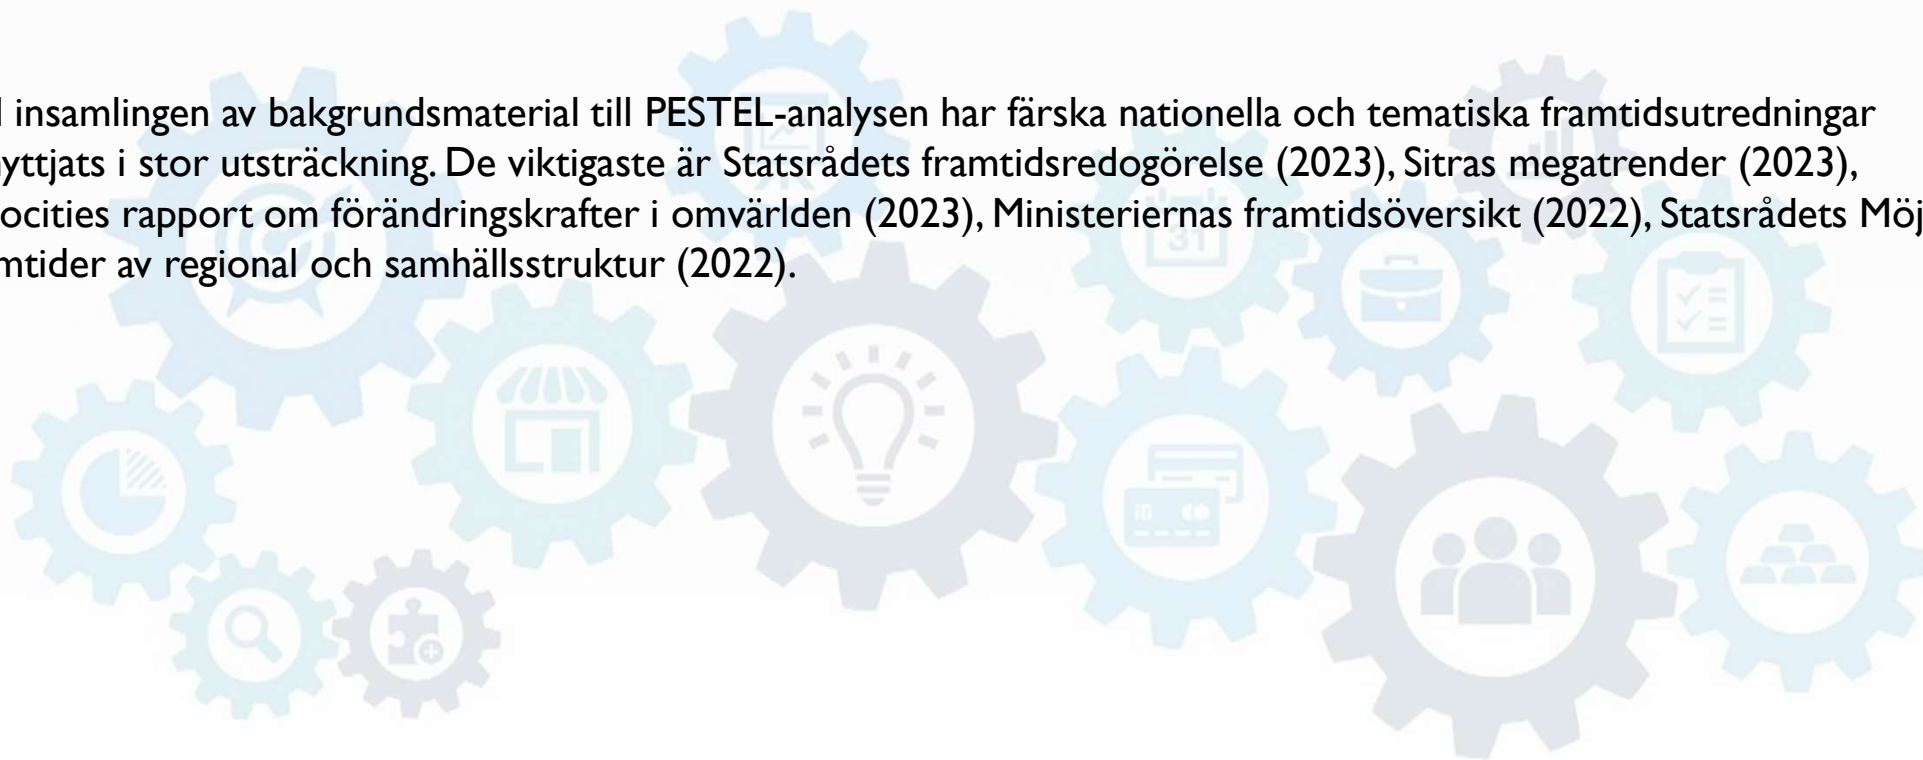 insamlingen av bakgrundsmaterial till PESTEL-analysen har färska nationella och tematiska framtidsutredningar
yttjats i stor utsträckning. De viktigaste är Statsrådets framtidsredogörelse (2023), Sitras megatrender (2023),
ocities rapport om förändringskrafter i omvärlden (2023), Ministeriernas framtidsöversikt (2022), Statsrådets Möj
mtider av regional och samhällsstruktur (2022).
31